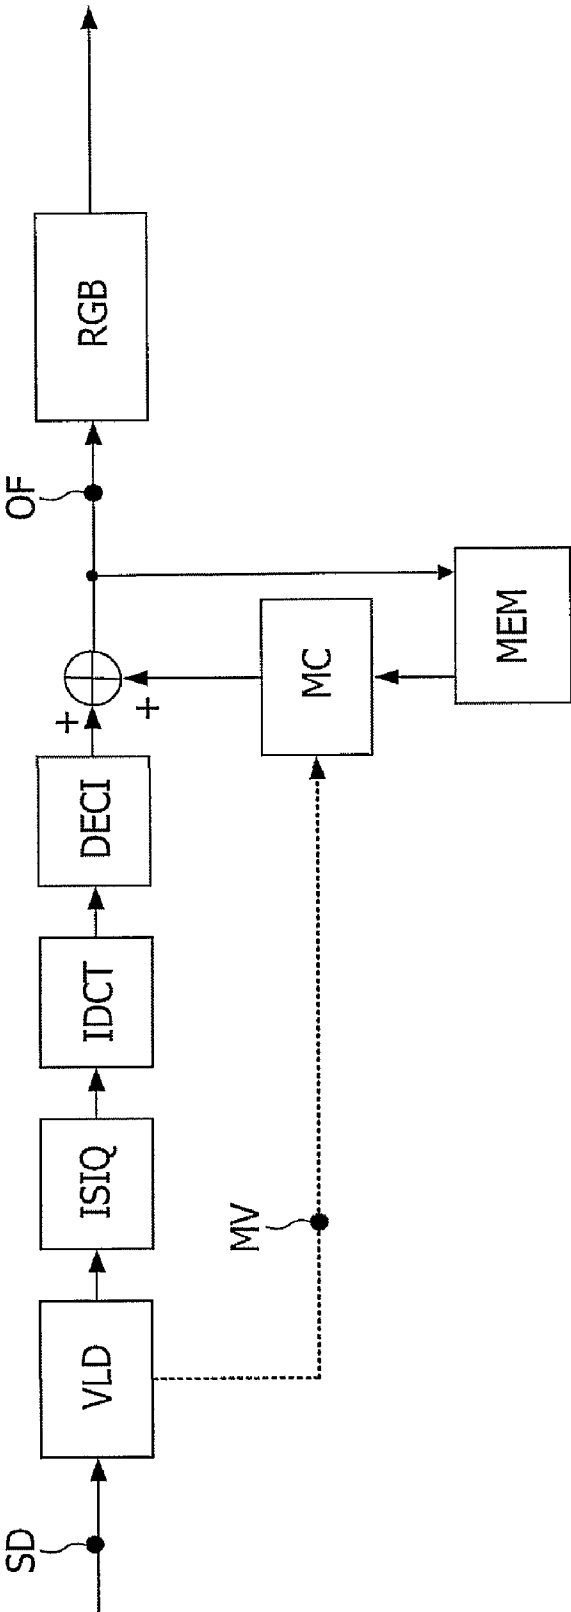 SD
VLD
ISIQ
IDCT
DECI
+
+
OF
RGB
MV
MC
MEM